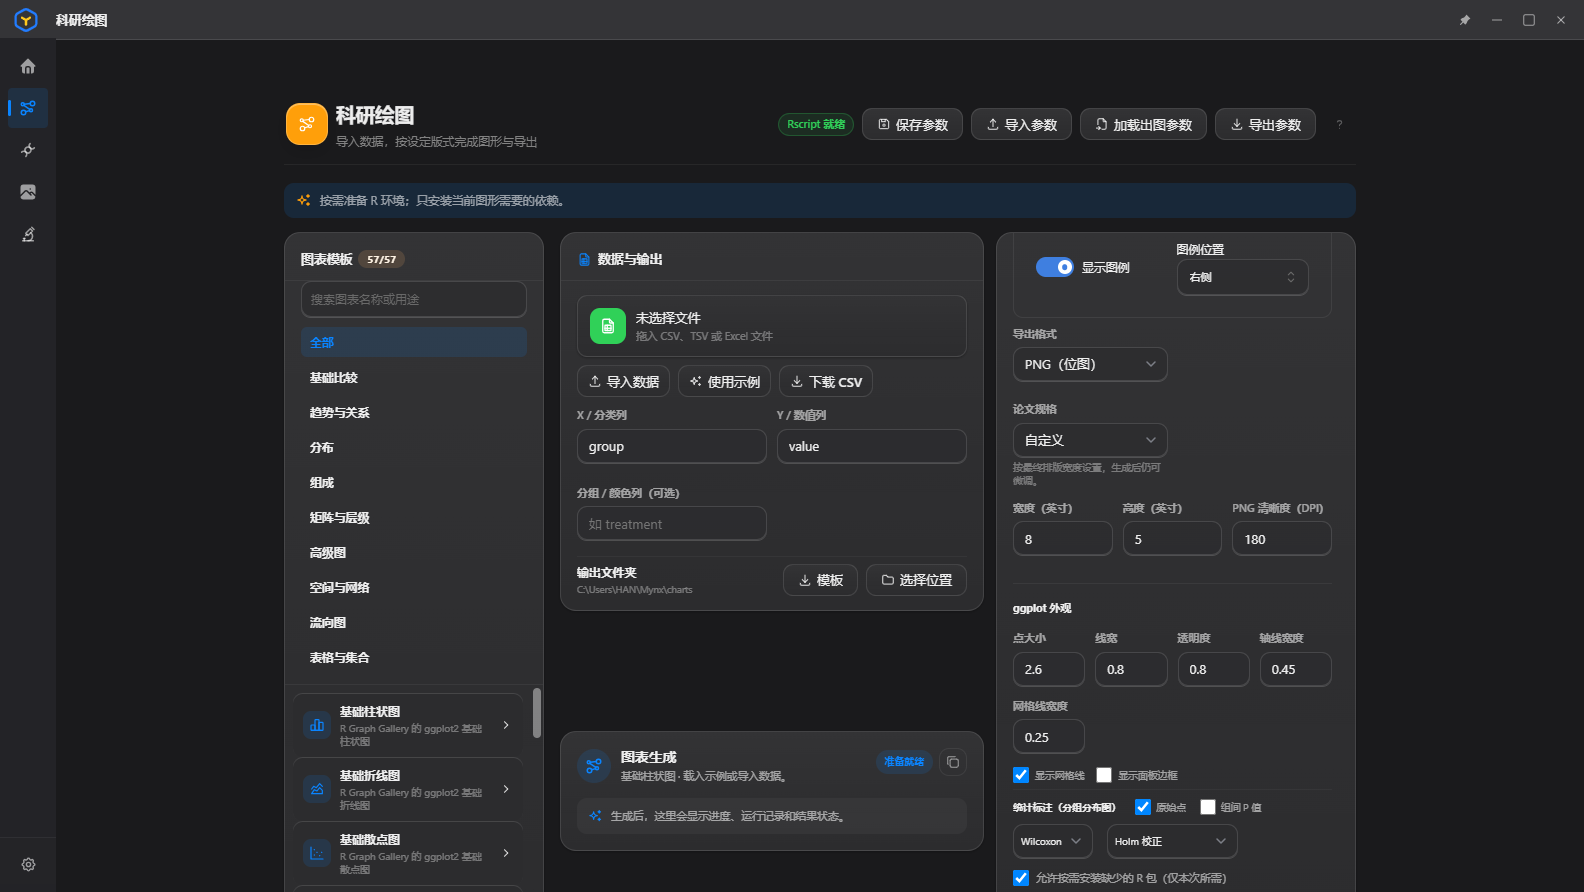 科研绘图
科研绘图
导入数据，按设定版式完成图形与导出
Rscript 就绪
保存参数
导入参数
加载出图参数
导出参数
?
按需准备 R 环境；只安装当前图形需要的依赖。
图表模板 57/57
搜索图表名称或用途
全部
基础比较
趋势与关系
分布
组成
矩阵与层级
高级图
空间与网络
流向图
表格与集合
基础柱状图
R Graph Gallery 的 ggplot2 基础
柱状图
基础折线图
R Graph Gallery 的 ggplot2 基础
折线图
基础散点图
R Graph Gallery 的 ggplot2 基础
散点图
数据与输出
未选择文件
拖入 CSV、TSV 或 Excel 文件
导入数据
使用示例
下载 CSV
X / 分类列
Y / 数值列
group
value
分组 / 颜色列（可选）
如 treatment
输出文件夹
C:\Users\HAN\Mynx\charts
模板
选择位置
图表生成
基础柱状图 · 载入示例或导入数据。
准备就绪
生成后，这里会显示进度、运行记录和结果状态。
显示图例
图例位置
右侧
导出格式
PNG（位图）
论文规格
自定义
按最终排版宽度设置，生成后仍可
微调。
宽度（英寸）
高度（英寸）
PNG 清晰度（DPI）
8
5
180
ggplot 外观
点大小
线宽
透明度
轴线宽度
2.6
0.8
0.8
0.45
网格线宽度
0.25
显示网格线
显示面板边框
统计标注（分组分布图）
原始点
组间 P 值
Wilcoxon
Holm 校正
允许按需安装缺少的 R 包（仅本次所需）